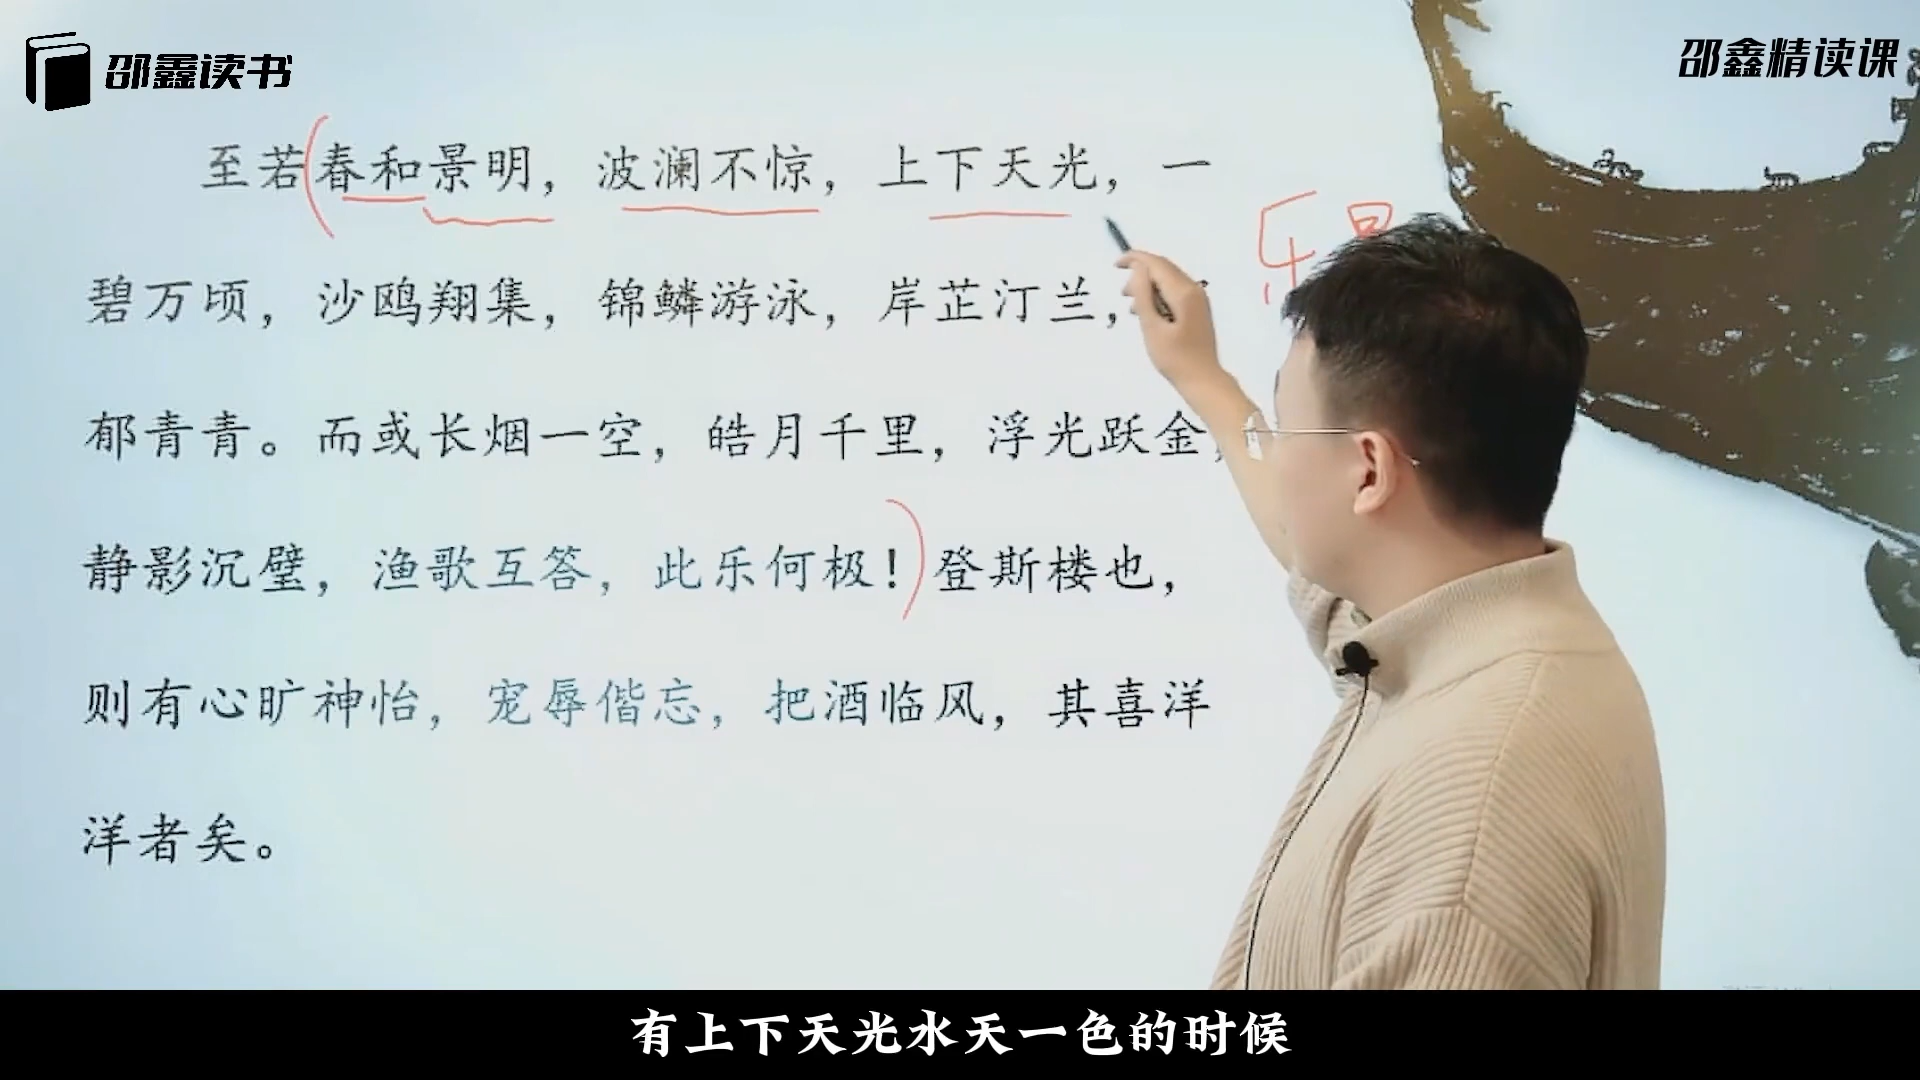 邵鑫读书
邵鑫精读课
至若春和景明，波澜不惊，上下天光，一
碧万顷，沙鸥翔集，锦鳞游泳，岸芷汀兰，
郁青青。而或长烟一空，皓月千里，浮光跃金，
静影沉璧，渔歌互答，此乐何极！登斯楼也，
则有心旷神怡，宠辱偕忘，把酒临风，其喜洋
洋者矣。
乐
有上下天光水天一色的时候